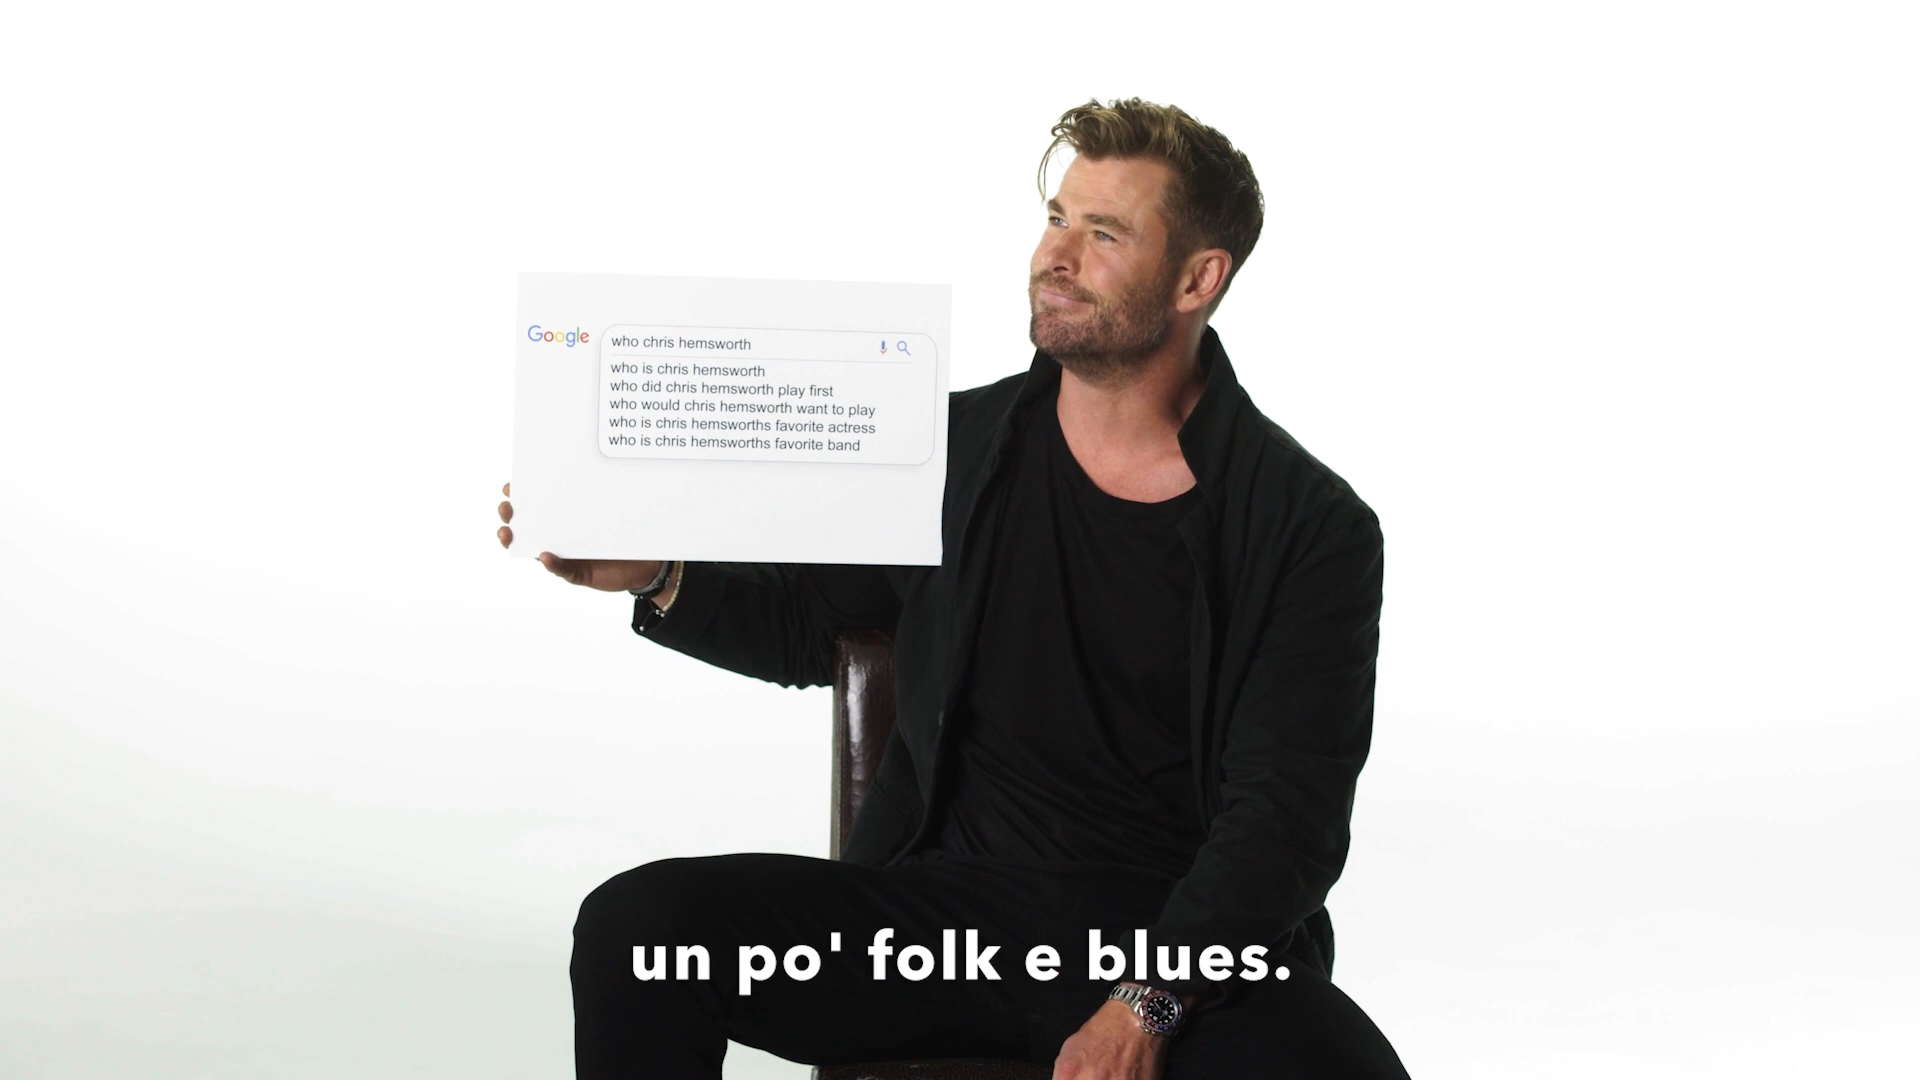 Google
who chris hemsworth
who is chris hemsworth
who did chris hemsworth play first
who would chris hemsworth want to play
who is chris hemsworths favorite actress
who is chris hemsworths favorite band
un po' folk e blues.